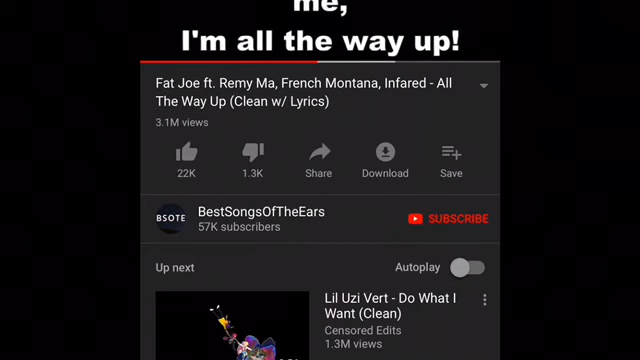 me,
I'm all the way up!
Fat Joe ft. Remy Ma, French Montana, Infared - All
The Way Up (Clean w/ Lyrics)
3.1M views
22K
1.3K
Share
Download
Save
BSOTE
BestSongsOfTheEars
57K subscribers
SUBSCRIBE
Up next
Autoplay
Lil Uzi Vert - Do What I
Want (Clean)
Censored Edits
1.3M views